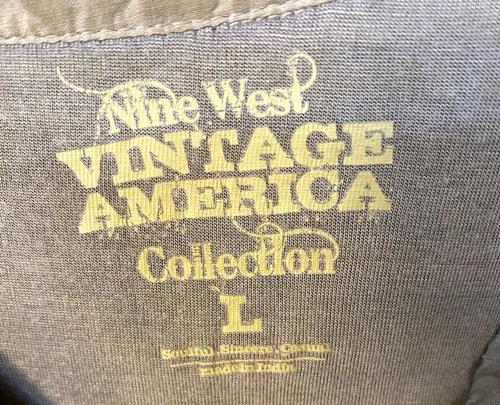 Nine West
VINTAGE
AMERICA
Collection
L
Soulful. Sincere. Casual
made in India